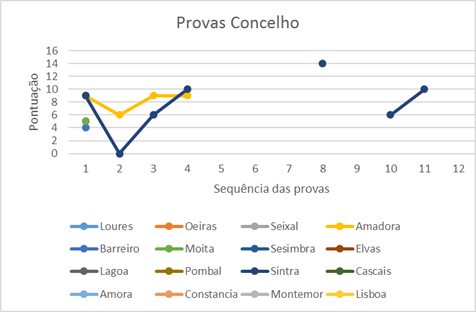 Provas Concelho
16
14
12
10
8
6
4
2
0
Pontuação
1 2 3 4 5 6 7 8 9 10 11 12
Sequência das provas
Loures Oeiras Seixal Amadora
Barreiro Moita Sesimbra Elvas
Lagoa Pombal Sintra Cascais
Amora Constancia Montemor Lisboa